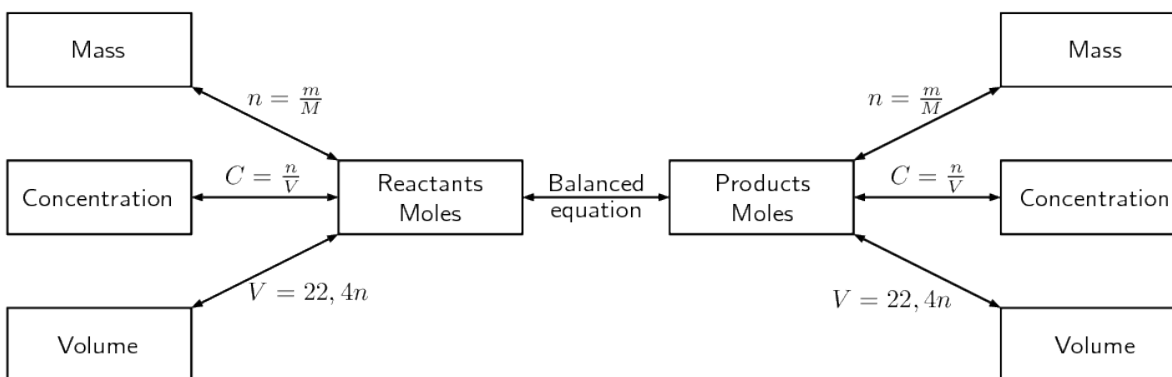 Mass
Mass
n = m/M
n = m/M
Concentration
C = n/V
Reactants
Moles
Balanced
equation
Products
Moles
C = n/V
Concentration
V = 22, 4n
V = 22, 4n
Volume
Volume